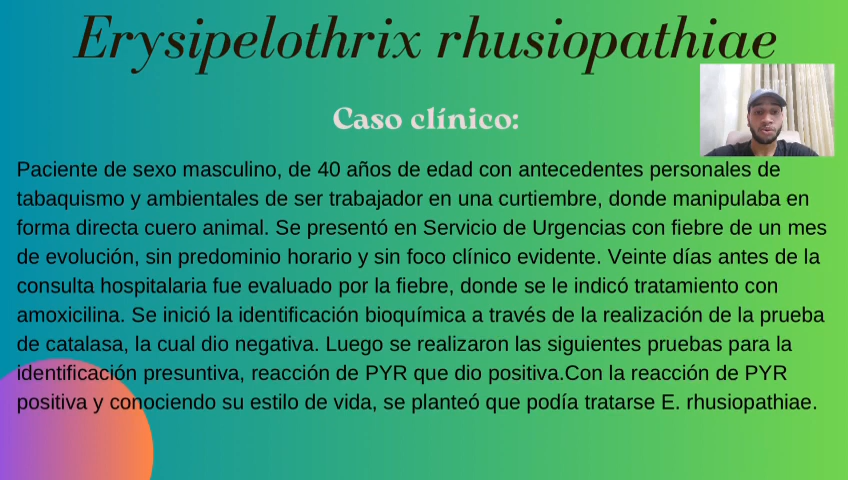 Erysipelothrix rhusiopathiae
Caso clínico:
Paciente de sexo masculino, de 40 años de edad con antecedentes personales de
tabaquismo y ambientales de ser trabajador en una curtiembre, donde manipulaba en
forma directa cuero animal. Se presentó en Servicio de Urgencias con fiebre de un mes
de evolución, sin predominio horario y sin foco clínico evidente. Veinte días antes de la
consulta hospitalaria fue evaluado por la fiebre, donde se le indicó tratamiento con
amoxicilina. Se inició la identificación bioquímica a través de la realización de la prueba
de catalasa, la cual dio negativa. Luego se realizaron las siguientes pruebas para la
identificación presuntiva, reacción de PYR que dio positiva.Con la reacción de PYR
positiva y conociendo su estilo de vida, se planteó que podía tratarse E. rhusiopathiae.